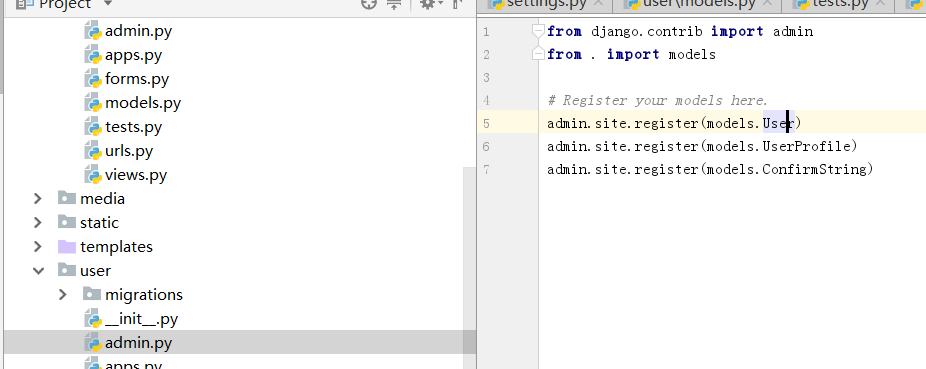 Project
admin.py
apps.py
forms.py
models.py
tests.py
urls.py
views.py
media
static
templates
user
migrations
__init__.py
admin.py
apps.py
settings.py
user\models.py
tests.py
1 from django.contrib import admin
2 from . import models
3
4 # Register your models here.
5 admin.site.register(models.User)
6 admin.site.register(models.UserProfile)
7 admin.site.register(models.ConfirmString)